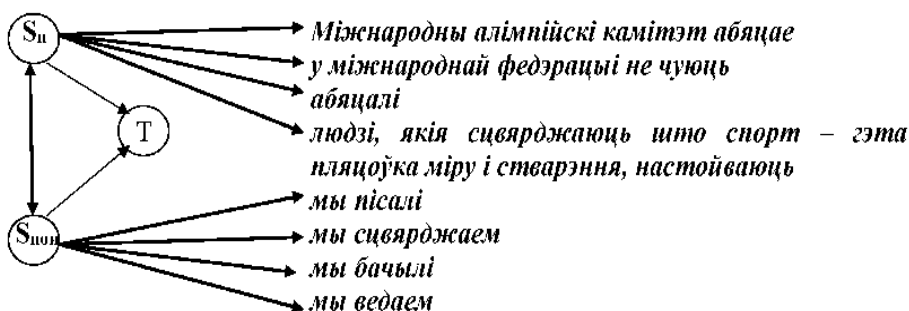 Sп
Міжнародны алімпійскі камітэт абяцае
у міжнароднай федэрацыі не чуюць
абяцалі
людзі, якія сцвярджаюць што спорт – гэта
пляцоўка міру і стварэння, настойваюць
Т
мы пісалі
Sпон
мы сцвярджаем
мы бачылі
мы ведаем